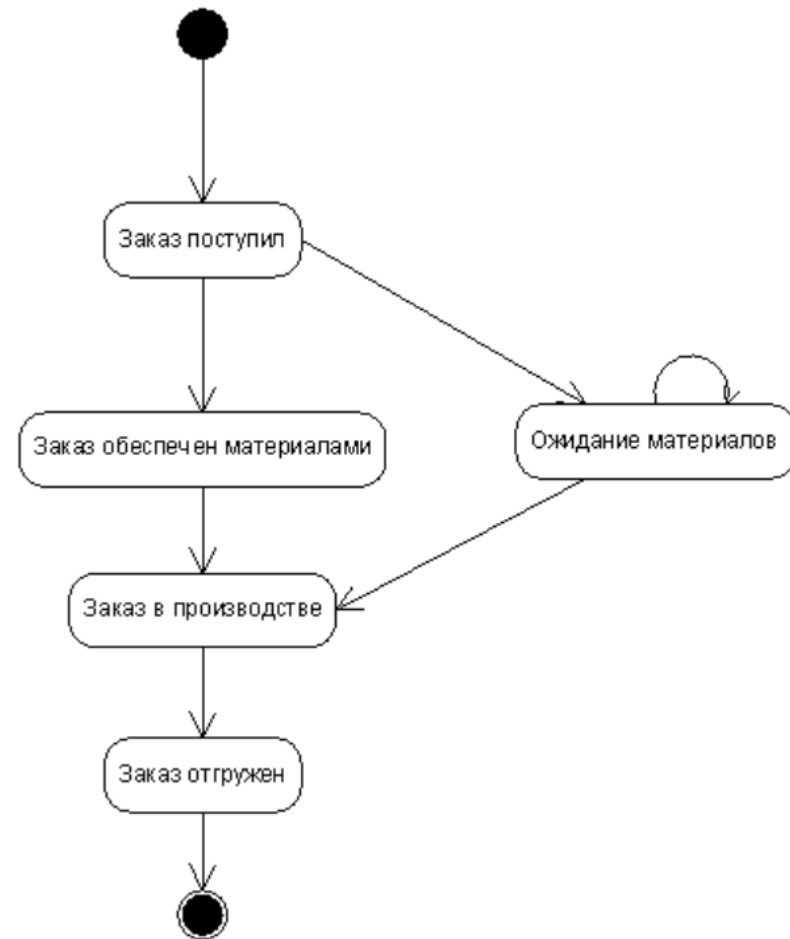 Заказ поступил
Заказ обеспечен материалами
Ожидание материалов
Заказ в производстве
Заказ отгружен